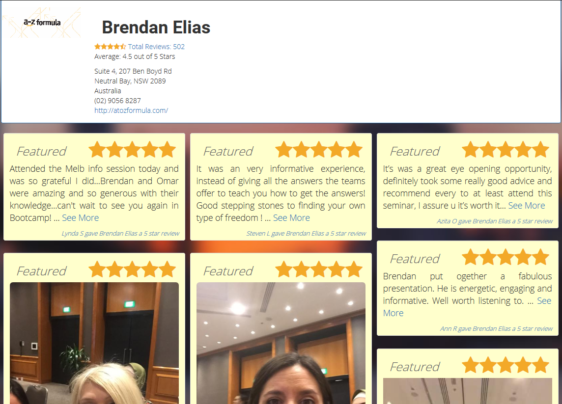 a-z formula
Brendan Elias
Total Reviews: 502
Average: 4.5 out of 5 Stars
Suite 4, 207 Ben Boyd Rd
Neutral Bay, NSW 2089
Australia
(02) 9056 8287
http://atozformula.com/
Featured
Attended the Melb info session today and
was so grateful I did...Brendan and Omar
were amazing and so generous with their
knowledge...can't wait to see you again in
Bootcamp! ... See More
Lynda S gave Brendan Elias a 5 star review
Featured
It was an very informative experience,
instead of giving all the answers the teams
offer to teach you how to get the answers!
Good stepping stones to finding your own
type of freedom ! ... See More
Steven L gave Brendan Elias a 5 star review
Featured
It's was a great eye opening opportunity,
definitely took some really good advice and
recommend every to at least attend this
seminar, I assure u it's worth it... See More
Azita O gave Brendan Elias a 5 star review
Featured
Featured
Featured
Brendan put ogether a fabulous
presentation. He is energetic, engaging and
informative. Well worth listening to. ... See
More
Ann R gave Brendan Elias a 5 star review
Featured